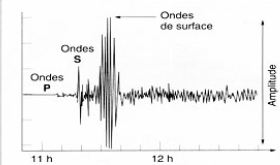 Ondes
de surface
Ondes
S
Ondes
P
Amplitude
11 h
12 h